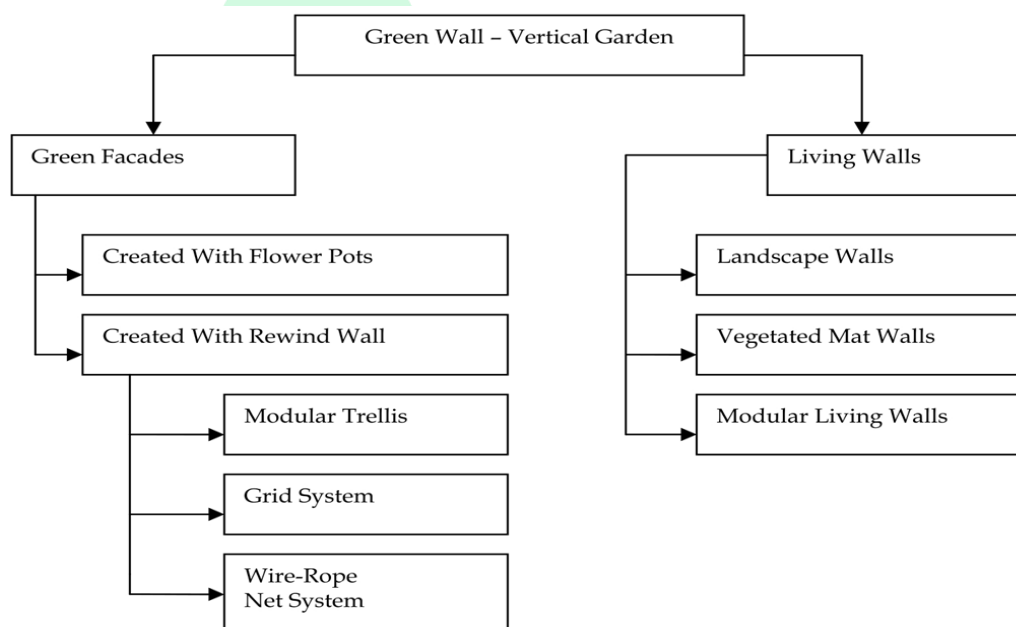 Green Wall – Vertical Garden
Green Facades
Living Walls
Created With Flower Pots
Landscape Walls
Created With Rewind Wall
Vegetated Mat Walls
Modular Trellis
Modular Living Walls
Grid System
Wire-Rope
Net System